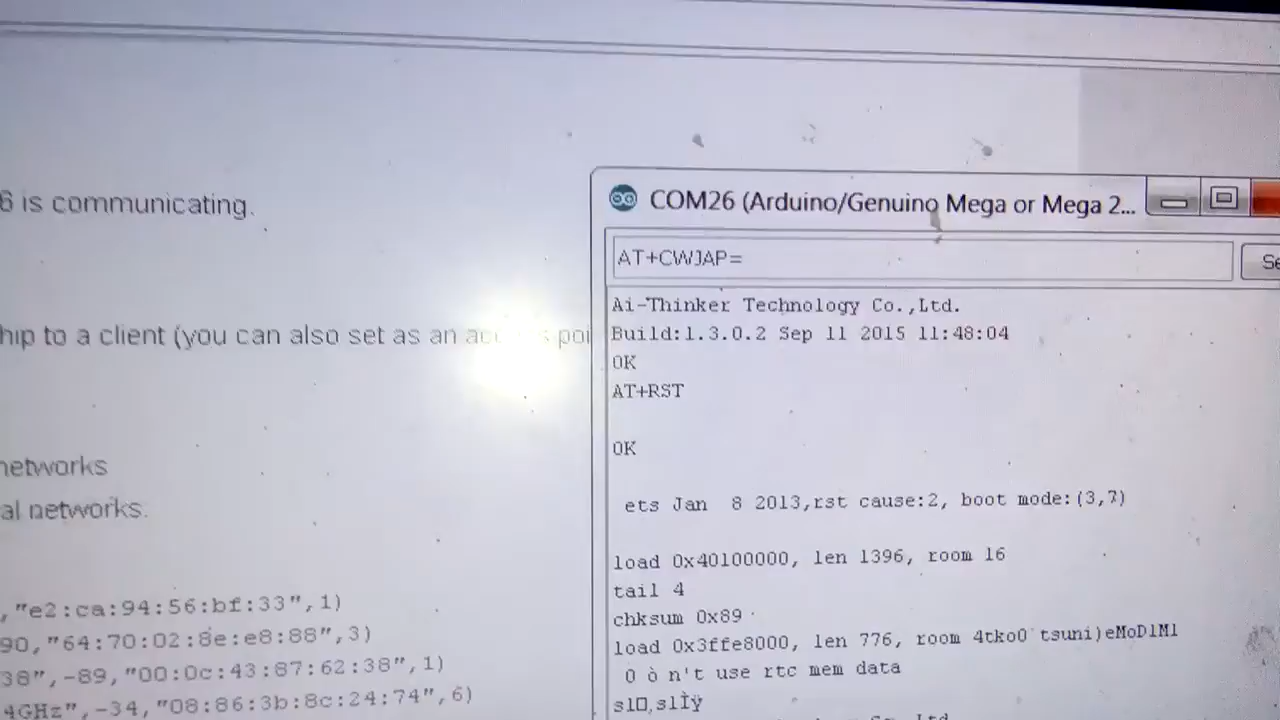 6 is communicating.
hip to a client (you can also set as an poi
networks
al networks.
,"e2:ca:94:56:bf:33",1)
90,"64:70:02:8e:e8:88",3)
38",-89,"00:0c:43:87:62:38",1)
4GHz",-34,"08:86:3b:8c:24:74",6)
COM26 (Arduino/Genuino Mega or Mega 2...
AT+CWJAP=
Se
Ai-Thinker Technology Co.,Ltd.
Build:1.3.0.2 Sep 11 2015 11:48:04
OK
AT+RST
OK
ets Jan 8 2013,rst cause:2, boot mode:(3,7)
load 0x40100000, len 1396, room 16
tail 4
chksum 0x89
load 0x3ffe8000, len 776, room 4tko0 tsuni)eMoDlMl
0 ò n't use rtc mem data
Ltd